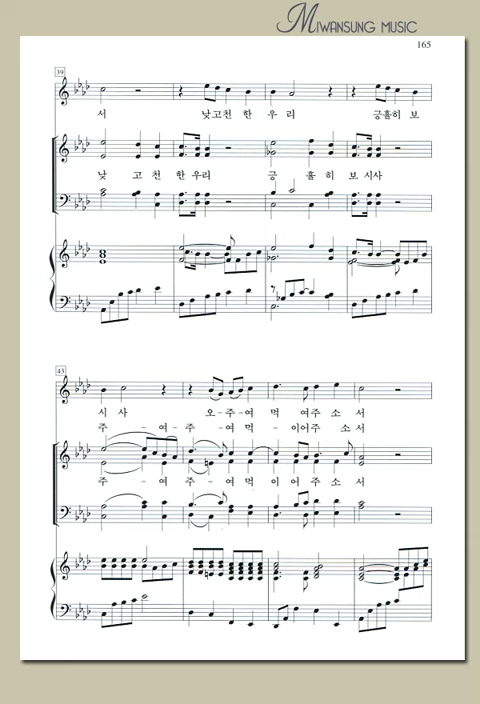 MIWANSUNG MUSIC
165
39
서 낮고천 한 우 리 긍휼히 보
낮 고 천 한우리 긍 휼 히 보 시사
43
시 사 오-주-여 먹 여주 소 서
주-여-주-여먹-이어주 소 서
주-여-주-여먹 이 어 주 소 서